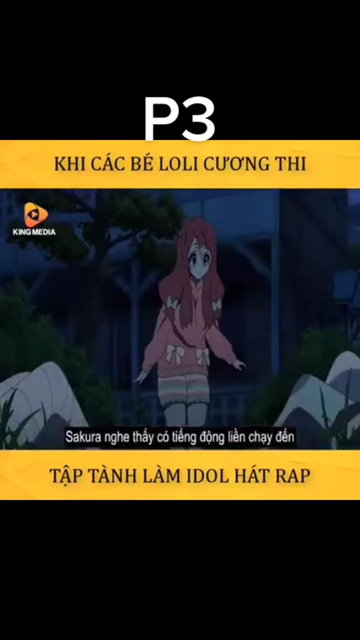 P3
KHI CÁC BÉ LOLI CƯƠNG THI
KING MEDIA
Sakura nghe thấy có tiếng động liền chạy đến
TẬP TÀNH LÀM IDOL HÁT RAP